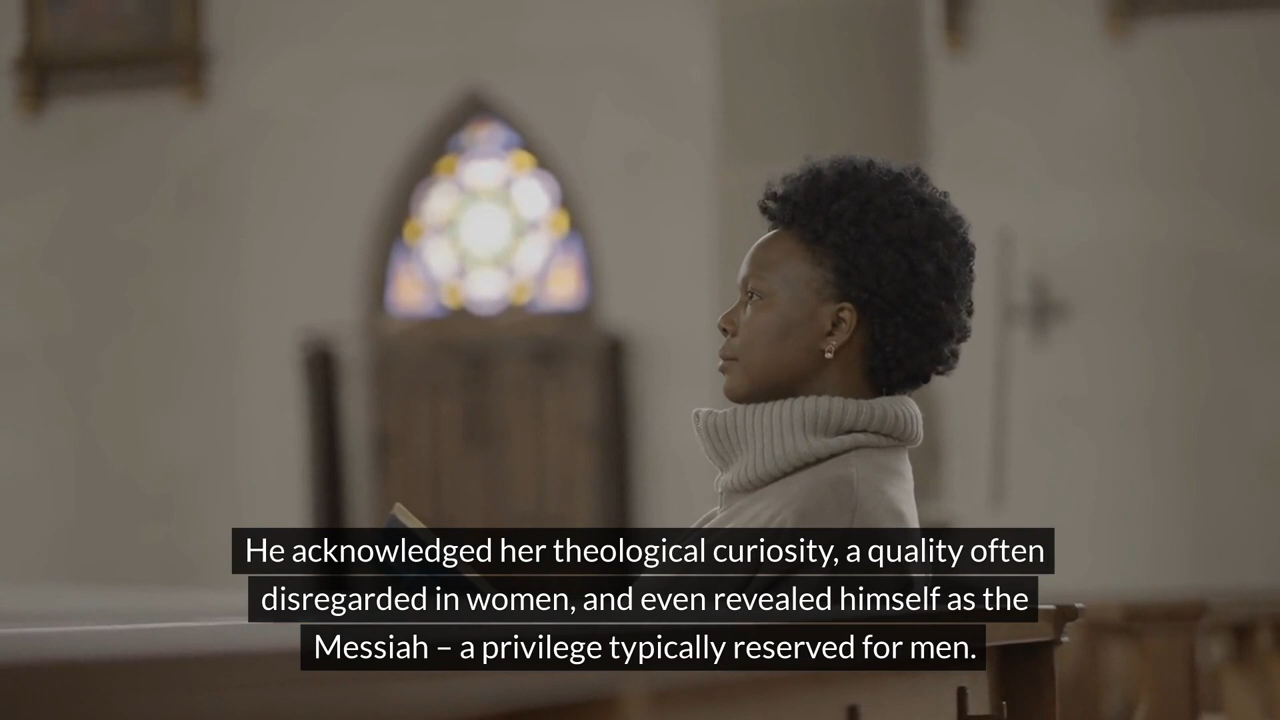 He acknowledged her theological curiosity, a quality often
disregarded in women, and even revealed himself as the
Messiah – a privilege typically reserved for men.